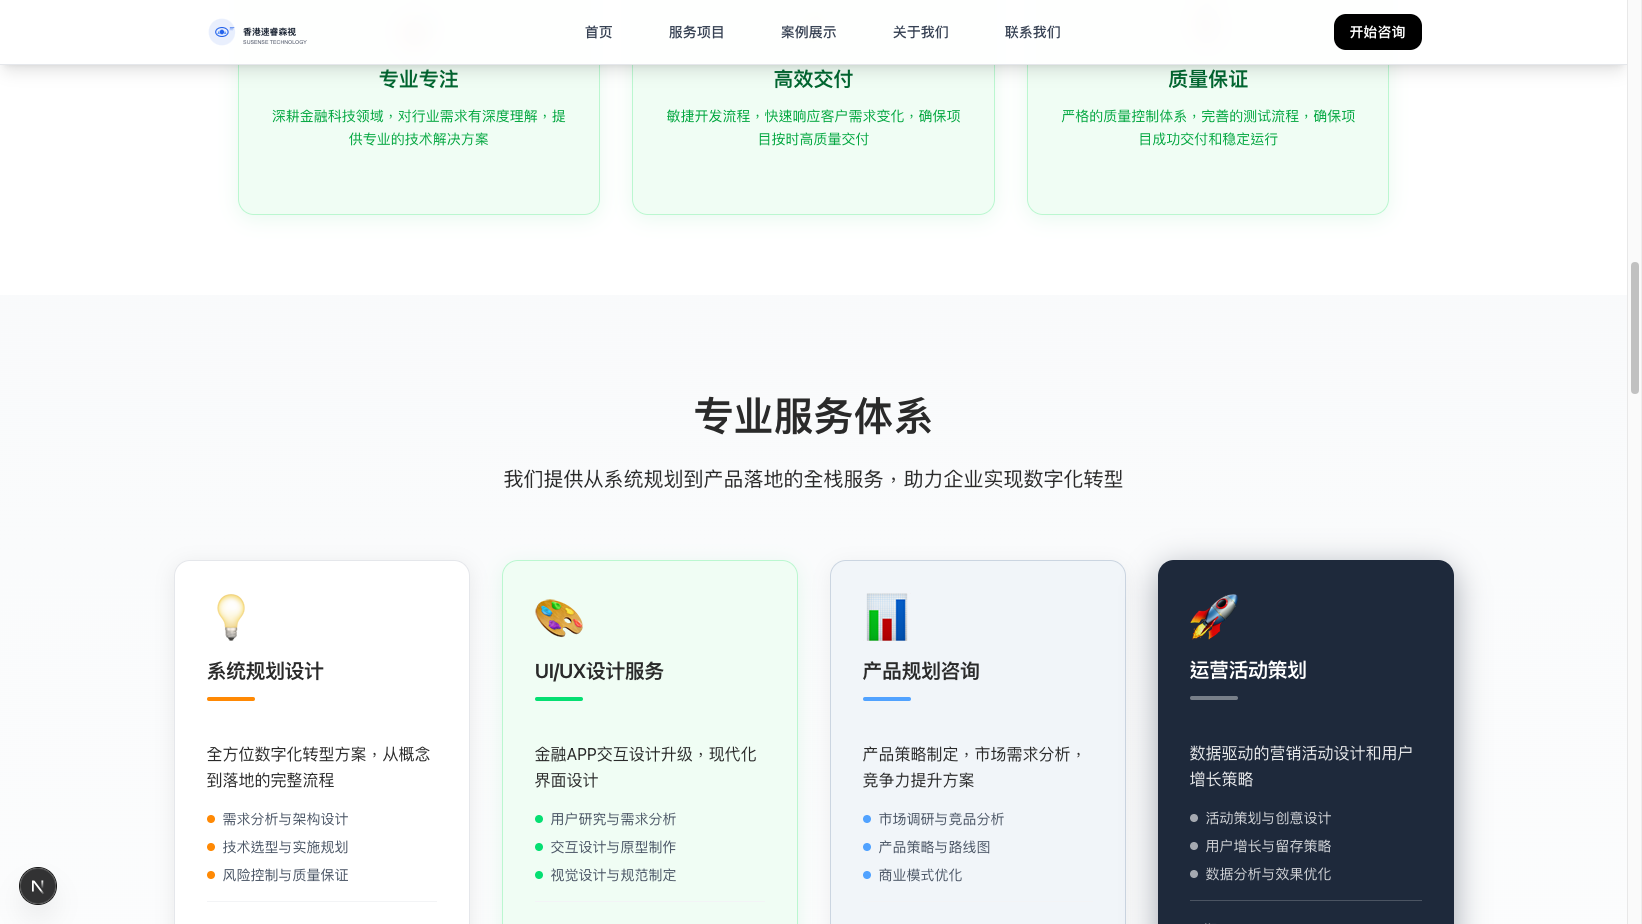 香港速睿森视
SUSENSE TECHNOLOGY
首页
服务项目
案例展示
关于我们
联系我们
开始咨询
专业专注
深耕金融科技领域，对行业需求有深度理解，提
供专业的技术解决方案
高效交付
敏捷开发流程，快速响应客户需求变化，确保项
目按时高质量交付
质量保证
严格的质量控制体系，完善的测试流程，确保项
目成功交付和稳定运行
专业服务体系
我们提供从系统规划到产品落地的全栈服务，助力企业实现数字化转型
系统规划设计
全方位数字化转型方案，从概念
到落地的完整流程
需求分析与架构设计
技术选型与实施规划
风险控制与质量保证
UI/UX设计服务
金融APP交互设计升级，现代化
界面设计
用户研究与需求分析
交互设计与原型制作
视觉设计与规范制定
产品规划咨询
产品策略制定，市场需求分析，
竞争力提升方案
市场调研与竞品分析
产品策略与路线图
商业模式优化
运营活动策划
数据驱动的营销活动设计和用户
增长策略
活动策划与创意设计
用户增长与留存策略
数据分析与效果优化
N